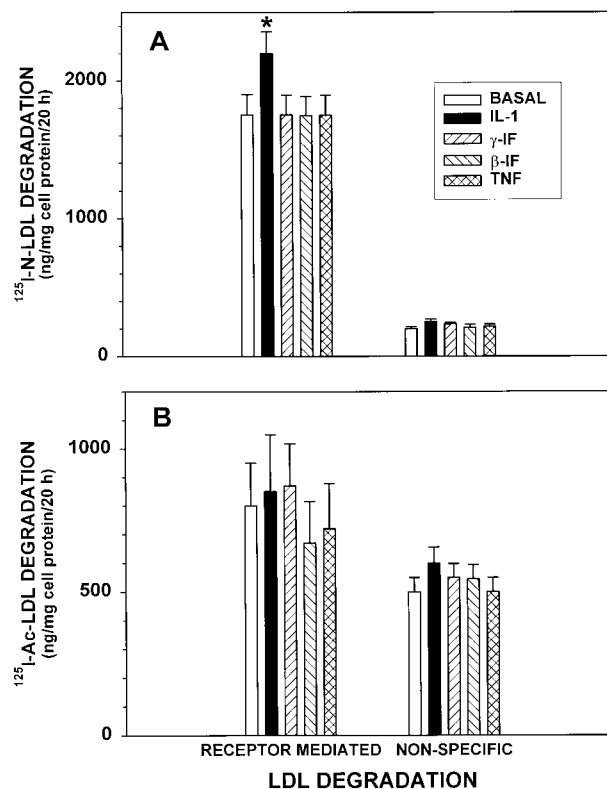 A
*
BASAL
IL-1
γ-IF
β-IF
TNF
2000
1000
0
¹²⁵I-N-LDL DEGRADATION
(ng/mg cell protein/20 h)
B
1000
500
0
¹²⁵I-Ac-LDL DEGRADATION
(ng/mg cell protein/20 h)
RECEPTOR MEDIATED NON-SPECIFIC
LDL DEGRADATION